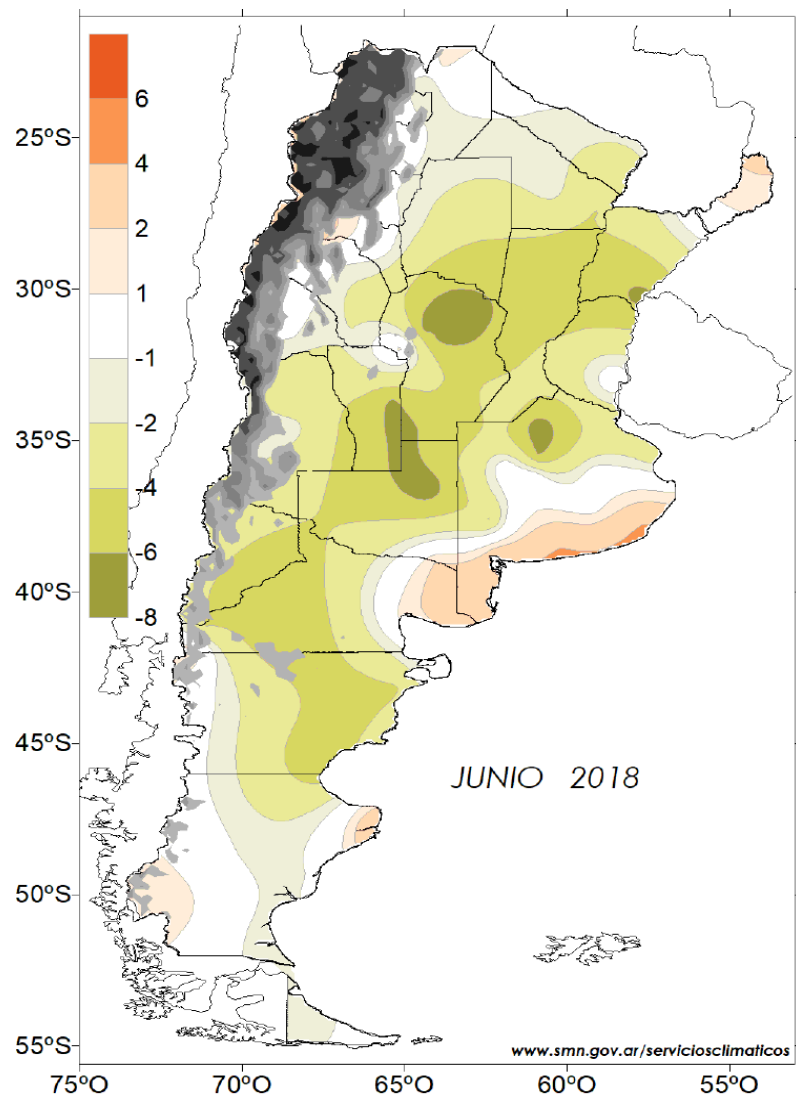 6
4
2
1
-1
-2
-4
-6
-8
25ºS
30ºS
35ºS
40ºS
45ºS
50ºS
55ºS
JUNIO 2018
www.smn.gov.ar/serviciosclimaticos
75ºO 70ºO 65ºO 60ºO 55ºO